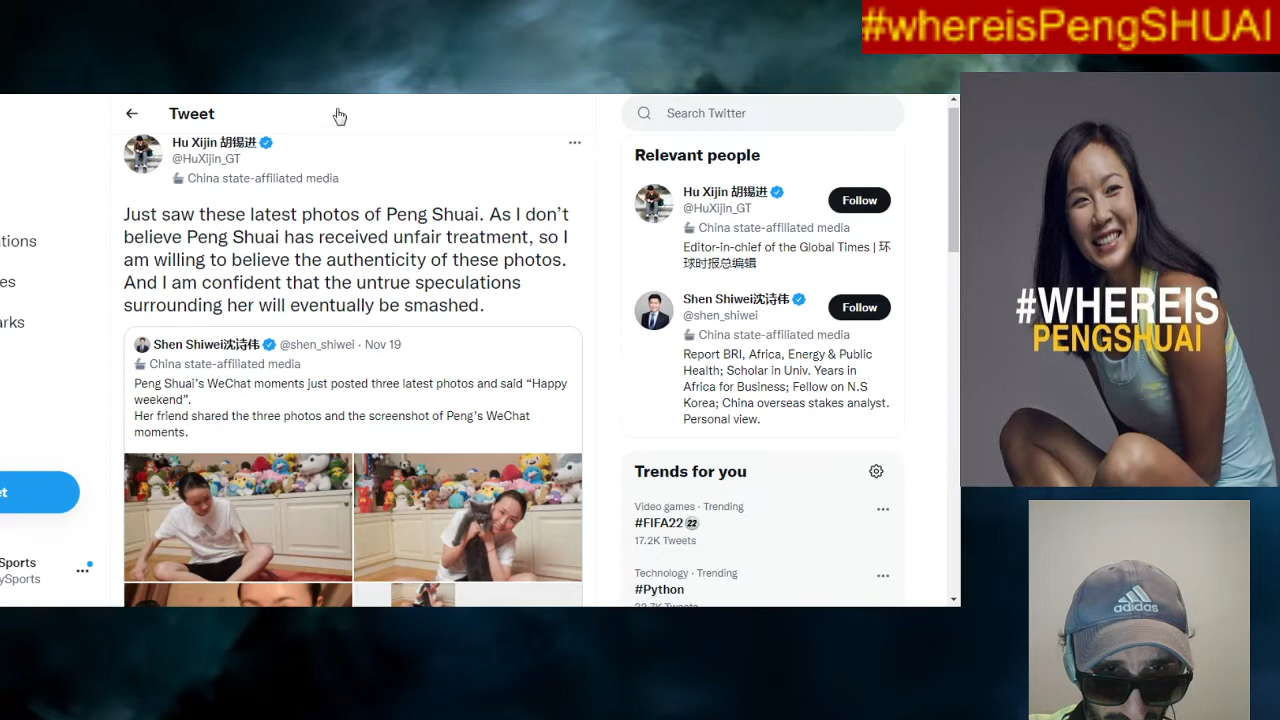 #whereisPengSHUAI
Tweet
Hu Xijin 胡锡进
@HuXijin_GT
China state-affiliated media
Just saw these latest photos of Peng Shuai. As I don’t
believe Peng Shuai has received unfair treatment, so I
am willing to believe the authenticity of these photos.
And I am confident that the untrue speculations
surrounding her will eventually be smashed.
Shen Shiwei沈诗伟 @shen_shiwei · Nov 19
China state-affiliated media
Peng Shuai’s WeChat moments just posted three latest photos and said “Happy
weekend”.
Her friend shared the three photos and the screenshot of Peng’s WeChat
moments.
Search Twitter
Relevant people
Hu Xijin 胡锡进
@HuXijin_GT
Follow
China state-affiliated media
Editor-in-chief of the Global Times | 环
球时报总编辑
Shen Shiwei沈诗伟
@shen_shiwei
Follow
China state-affiliated media
Report BRI, Africa, Energy & Public
Health; Scholar in Univ. Years in
Africa for Business; Fellow on N.S
Korea; China overseas stakes analyst.
Personal view.
Trends for you
Video games · Trending
#FIFA22
17.2K Tweets
Technology · Trending
#Python
#WHEREIS
PENGSHUAI
adidas